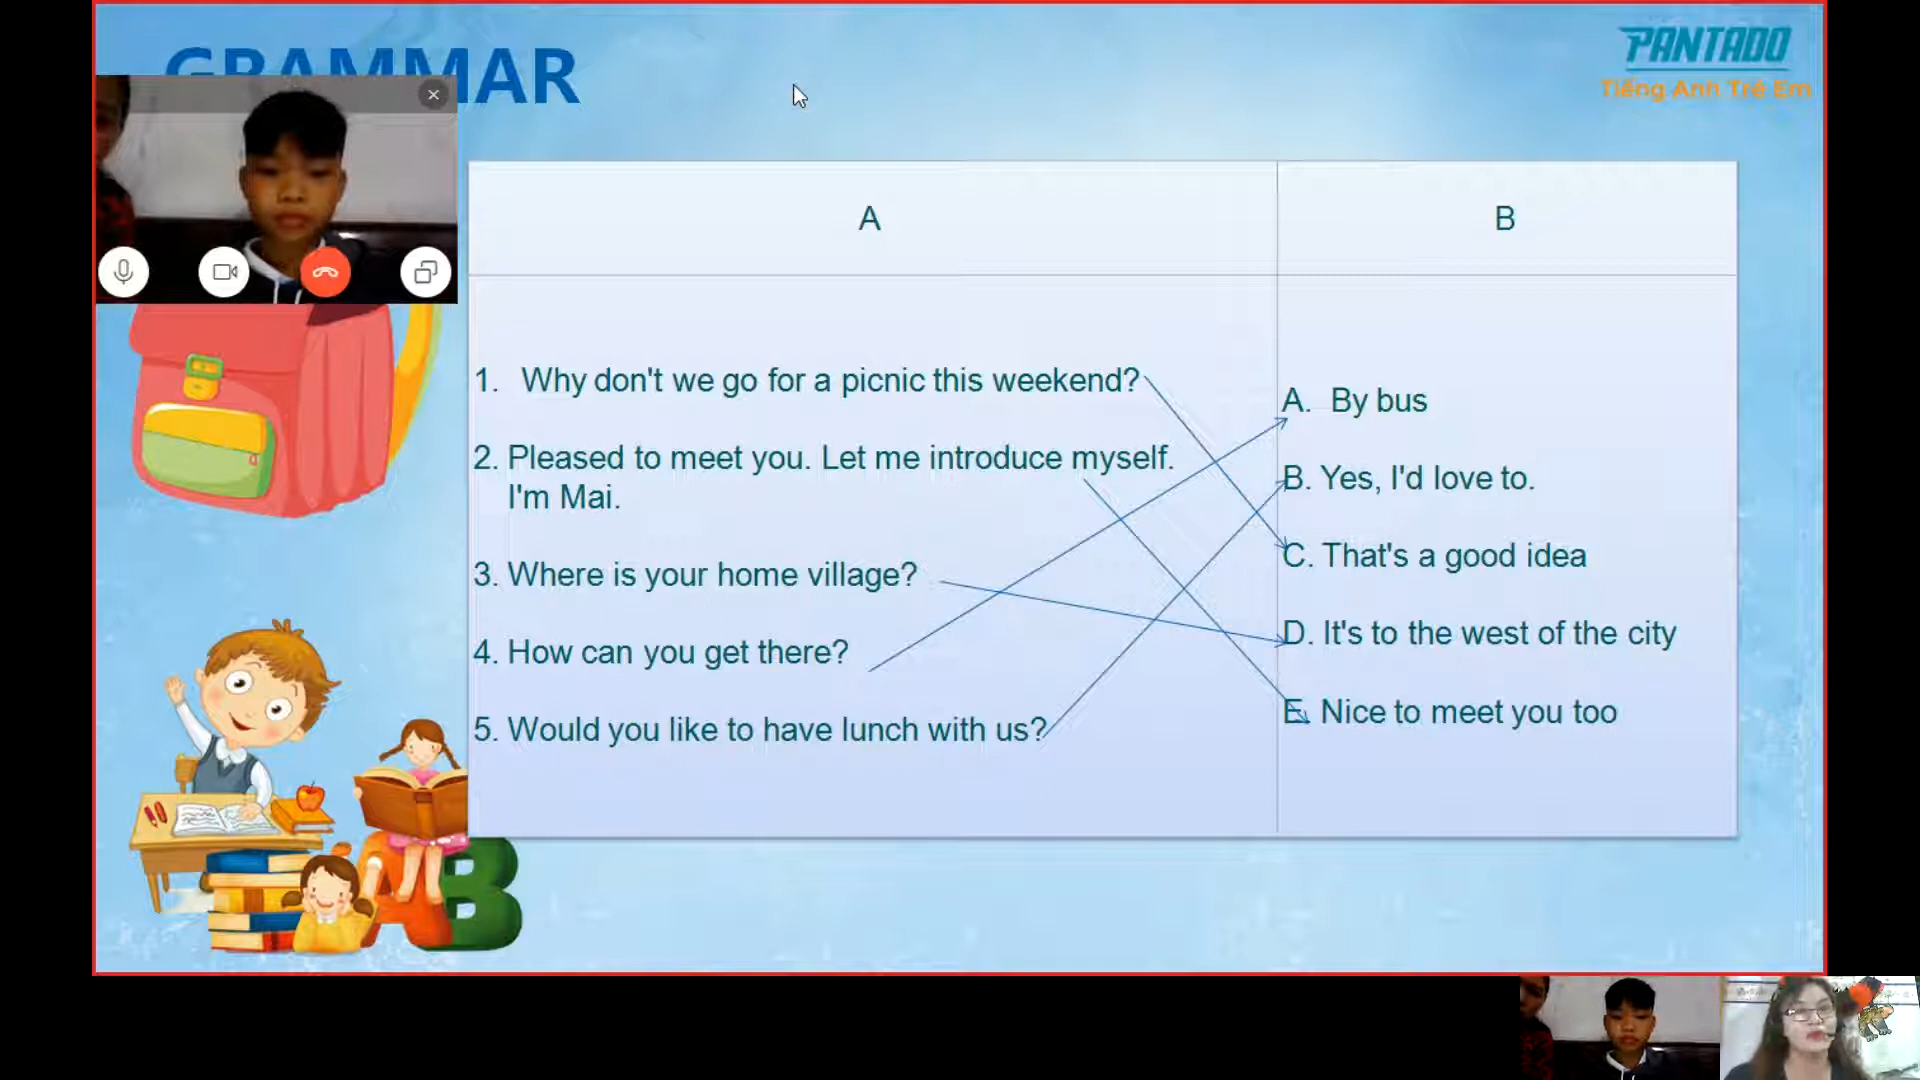 GRAMMAR
PANTADO
Tiếng Anh Trẻ Em
A
B
1. Why don't we go for a picnic this weekend?
2. Pleased to meet you. Let me introduce myself.
I'm Mai.
3. Where is your home village?
4. How can you get there?
5. Would you like to have lunch with us?
A. By bus
B. Yes, I'd love to.
C. That's a good idea
D. It's to the west of the city
E. Nice to meet you too
A
B